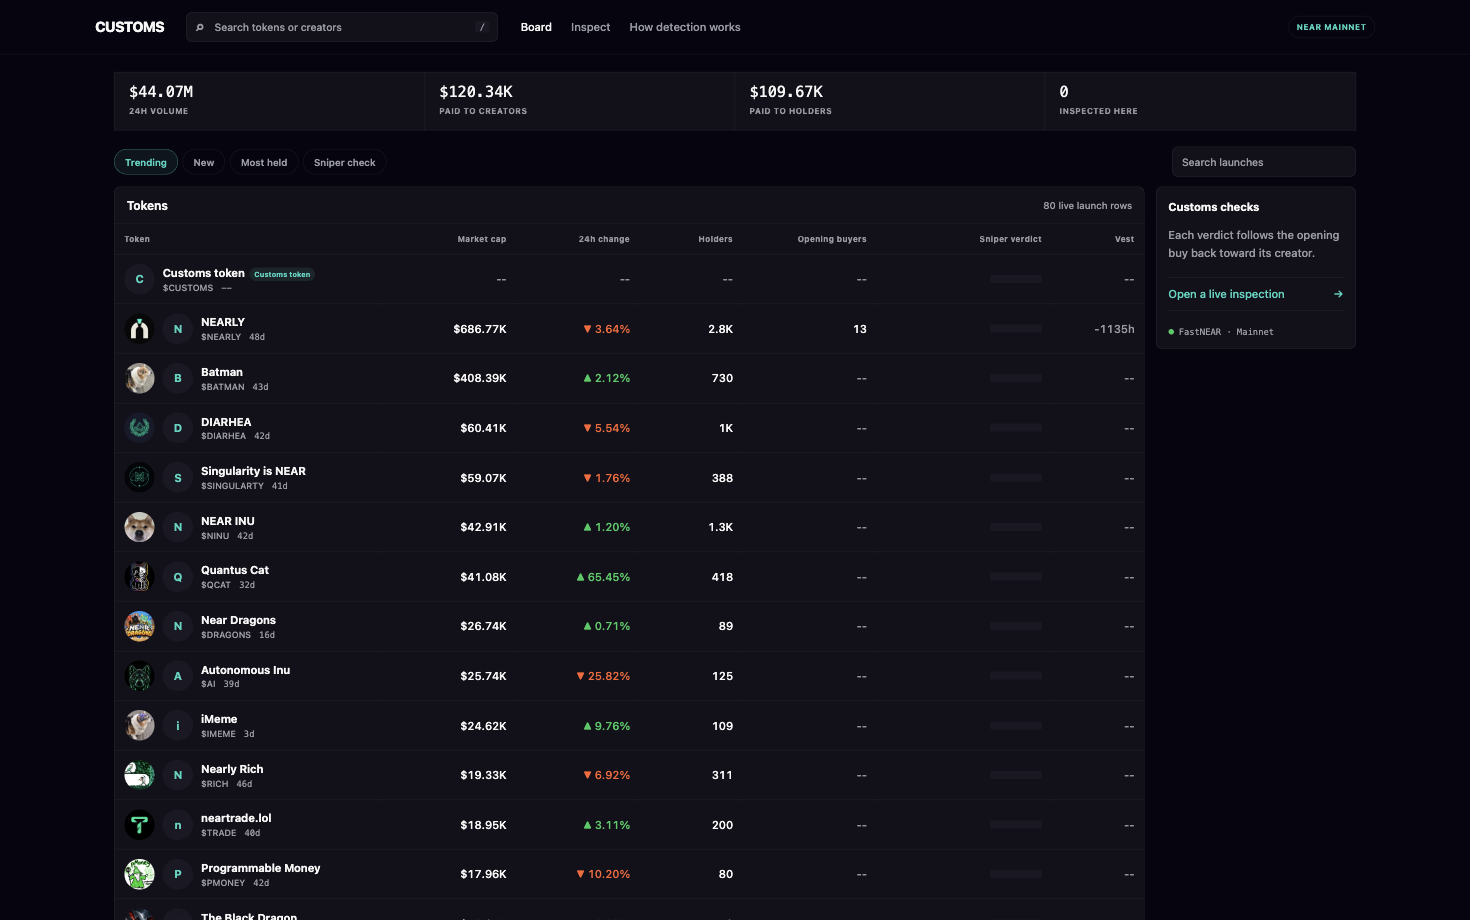 CUSTOMS
Search tokens or creators /
Board Inspect How detection works
NEAR MAINNET
$44.07M $120.34K $109.67K 0
24H VOLUME PAID TO CREATORS PAID TO HOLDERS INSPECTED HERE
Trending New Most held Sniper check
Search launches
Tokens 80 live launch rows
Token Market cap 24h change Holders Opening buyers Sniper verdict Vest
C Customs token Customs token -- -- -- -- --
$CUSTOMS --
N NEARLY $686.77K ▼ 3.64% 2.8K 13 -1135h
$NEARLY 48d
B Batman $408.39K ▲ 2.12% 730 -- --
$BATMAN 43d
D DIARHEA $60.41K ▼ 5.54% 1K -- --
$DIARHEA 42d
S Singularity is NEAR $59.07K ▼ 1.76% 388 -- --
$SINGULARTY 41d
N NEAR INU $42.91K ▲ 1.20% 1.3K -- --
$NINU 42d
Q Quantus Cat $41.08K ▲ 65.45% 418 -- --
$QCAT 32d
NEAR DRAGONS
N Near Dragons $26.74K ▲ 0.71% 89 -- --
$DRAGONS 16d
A Autonomous Inu $25.74K ▼ 25.82% 125 -- --
$AI 39d
i iMeme $24.62K ▲ 9.76% 109 -- --
$IMEME 3d
N Nearly Rich $19.33K ▼ 6.92% 311 -- --
$RICH 46d
n neartrade.lol $18.95K ▲ 3.11% 200 -- --
$TRADE 40d
P Programmable Money $17.96K ▼ 10.20% 80 -- --
$PMONEY 42d
The Black Dragon
Customs checks
Each verdict follows the opening
buy back toward its creator.
Open a live inspection →
FastNEAR · Mainnet